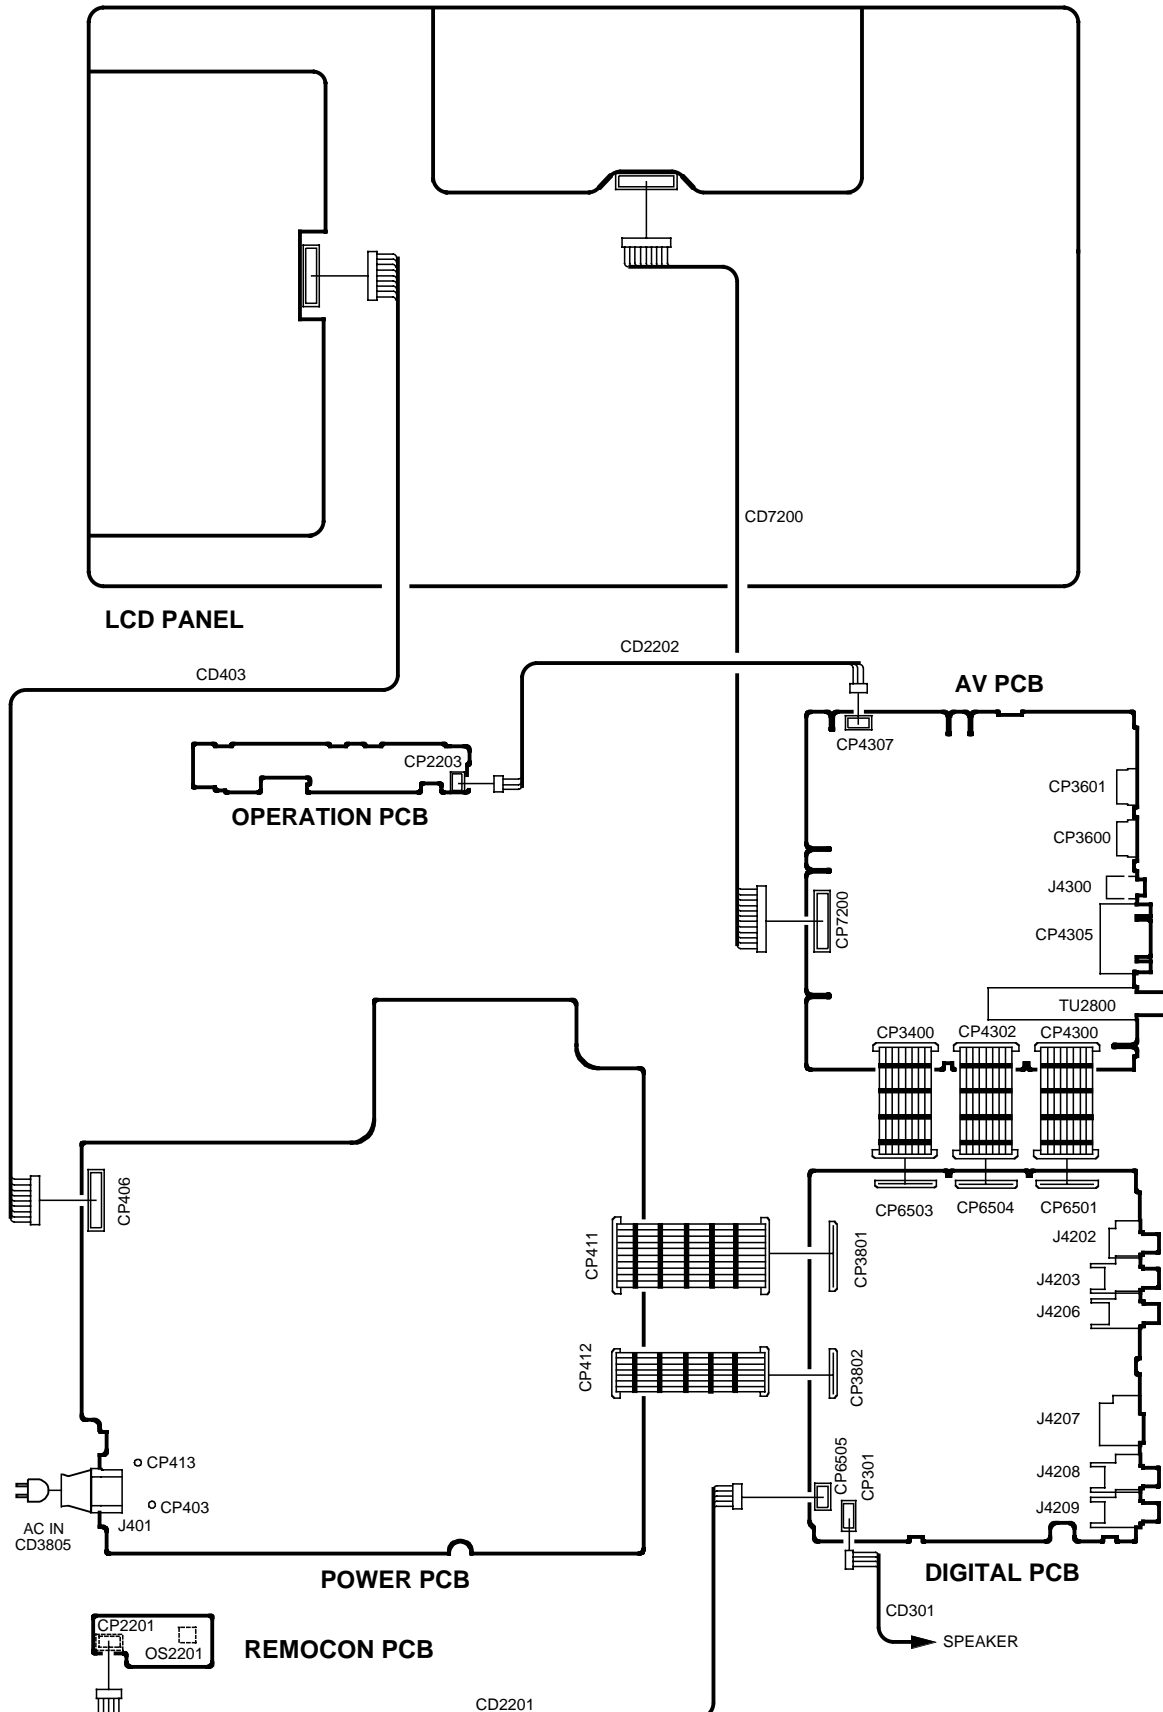 CD7200
LCD PANEL
CD2202
CD403
AV PCB
CP4307
CP2203
CP3601
OPERATION PCB
CP3600
J4300
CP7200
CP4305
TU2800
CP3400
CP4302
CP4300
CP406
CP6503
CP6504
CP6501
J4202
CP411
CP3801
J4203
J4206
CP412
CP3802
J4207
CP413
CP6505
CP301
J4208
CP403
J4209
AC IN
CD3805
J401
POWER PCB
DIGITAL PCB
CD301
CP2201
OS2201
REMOCON PCB
SPEAKER
CD2201